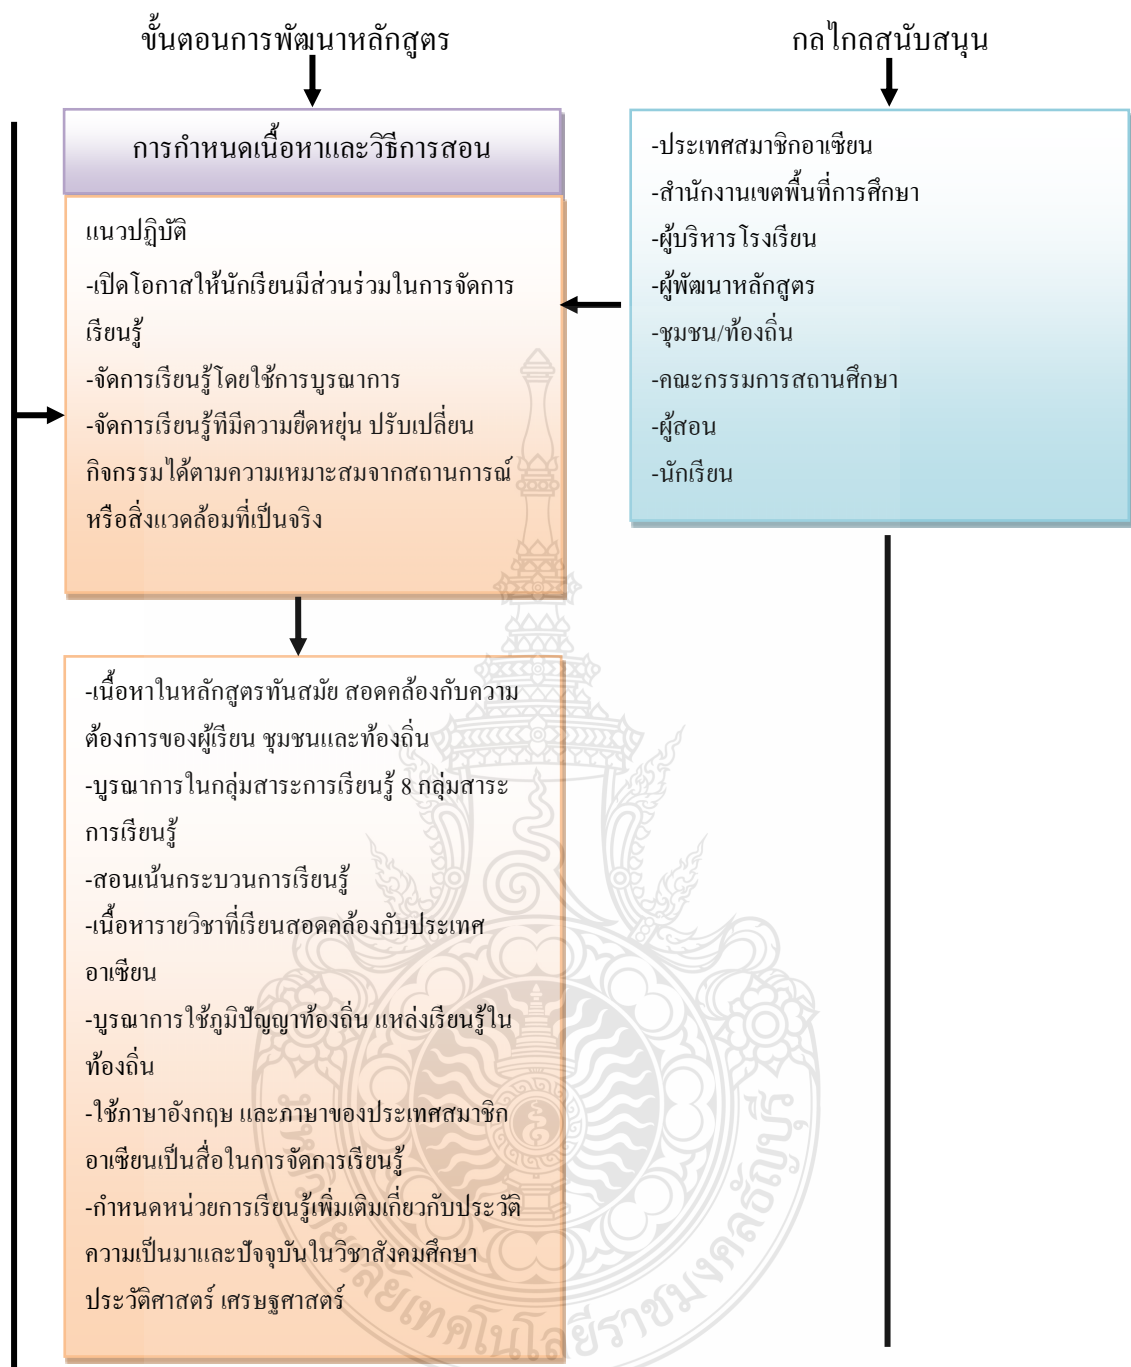 ขั้นตอนการพัฒนาหลักสูตร
กลไกลสนับสนุน
การกำหนดเนื้อหาและวิธีการสอน
แนวปฏิบัติ
-เปิดโอกาสให้นักเรียนมีส่วนร่วมในการจัดการ
เรียนรู้
-จัดการเรียนรู้โดยใช้การบูรณาการ
-จัดการเรียนรู้ทีมีความยืดหยุ่น ปรับเปลี่ยน
กิจกรรมได้ตามความเหมาะสมจากสถานการณ์
หรือสิ่งแวดล้อมที่เป็นจริง
-ประเทศสมาชิกอาเซียน
-สำนักงานเขตพื้นที่การศึกษา
-ผู้บริหารโรงเรียน
-ผู้พัฒนาหลักสูตร
-ชุมชน/ท้องถิ่น
-คณะกรรมการสถานศึกษา
-ผู้สอน
-นักเรียน
-เนื้อหาในหลักสูตรทันสมัย สอดคล้องกับความ
ต้องการของผู้เรียน ชุมชนและท้องถิ่น
-บูรณาการในกลุ่มสาระการเรียนรู้ 8 กลุ่มสาระ
การเรียนรู้
-สอนเน้นกระบวนการเรียนรู้
-เนื้อหารายวิชาที่เรียนสอดคล้องกับประเทศ
อาเซียน
-บูรณาการใช้ภูมิปัญญาท้องถิ่น แหล่งเรียนรู้ใน
ท้องถิ่น
-ใช้ภาษาอังกฤษ และภาษาของประเทศสมาชิก
อาเซียนเป็นสื่อในการจัดการเรียนรู้
-กำหนดหน่วยการเรียนรู้เพิ่มเติมเกี่ยวกับประวัติ
ความเป็นมาและปัจจุบันในวิชาสังคมศึกษา
ประวัติศาสตร์ เศรษฐศาสตร์
มหาวิทยาลัยเทคโนโลยีราชมงคลธัญบุรี